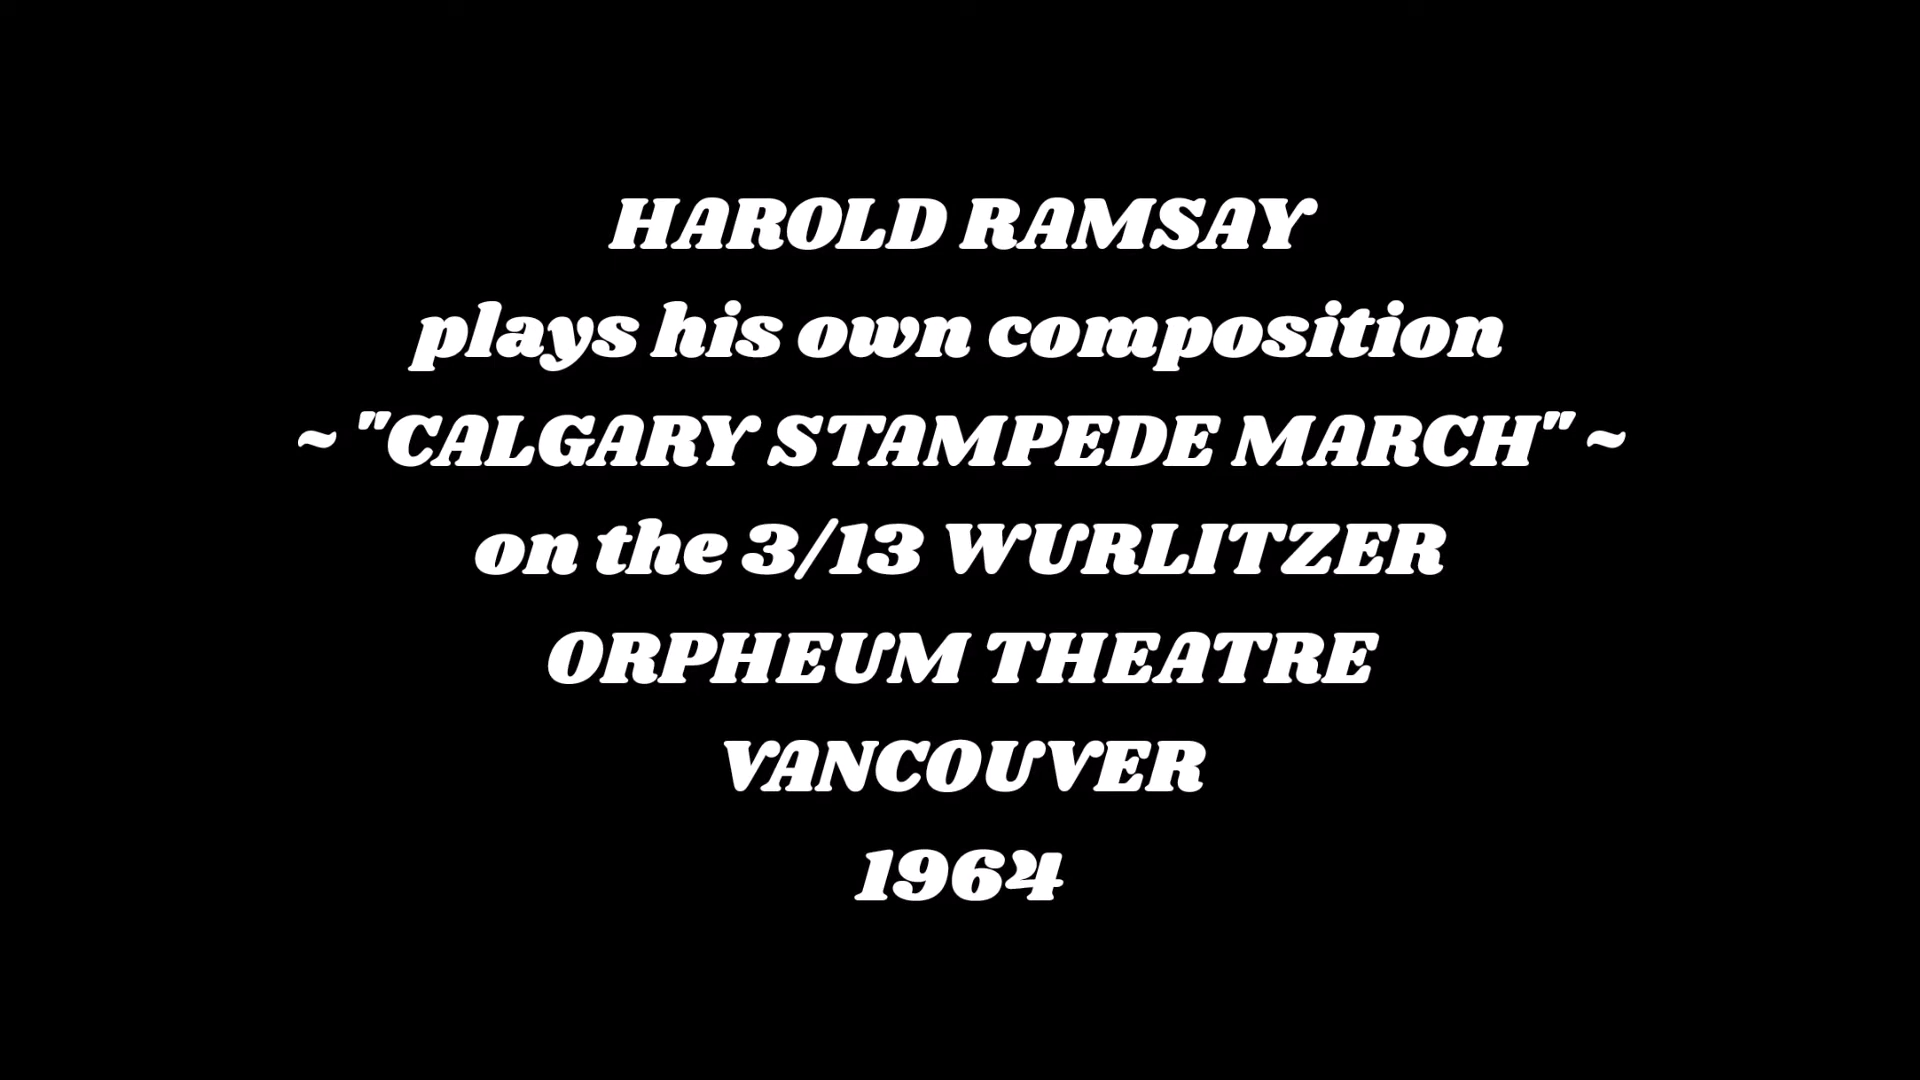 HAROLD RAMSAY
plays his own composition
~ "CALGARY STAMPEDE MARCH" ~
on the 3/13 WURLITZER
ORPHEUM THEATRE
VANCOUVER
1964